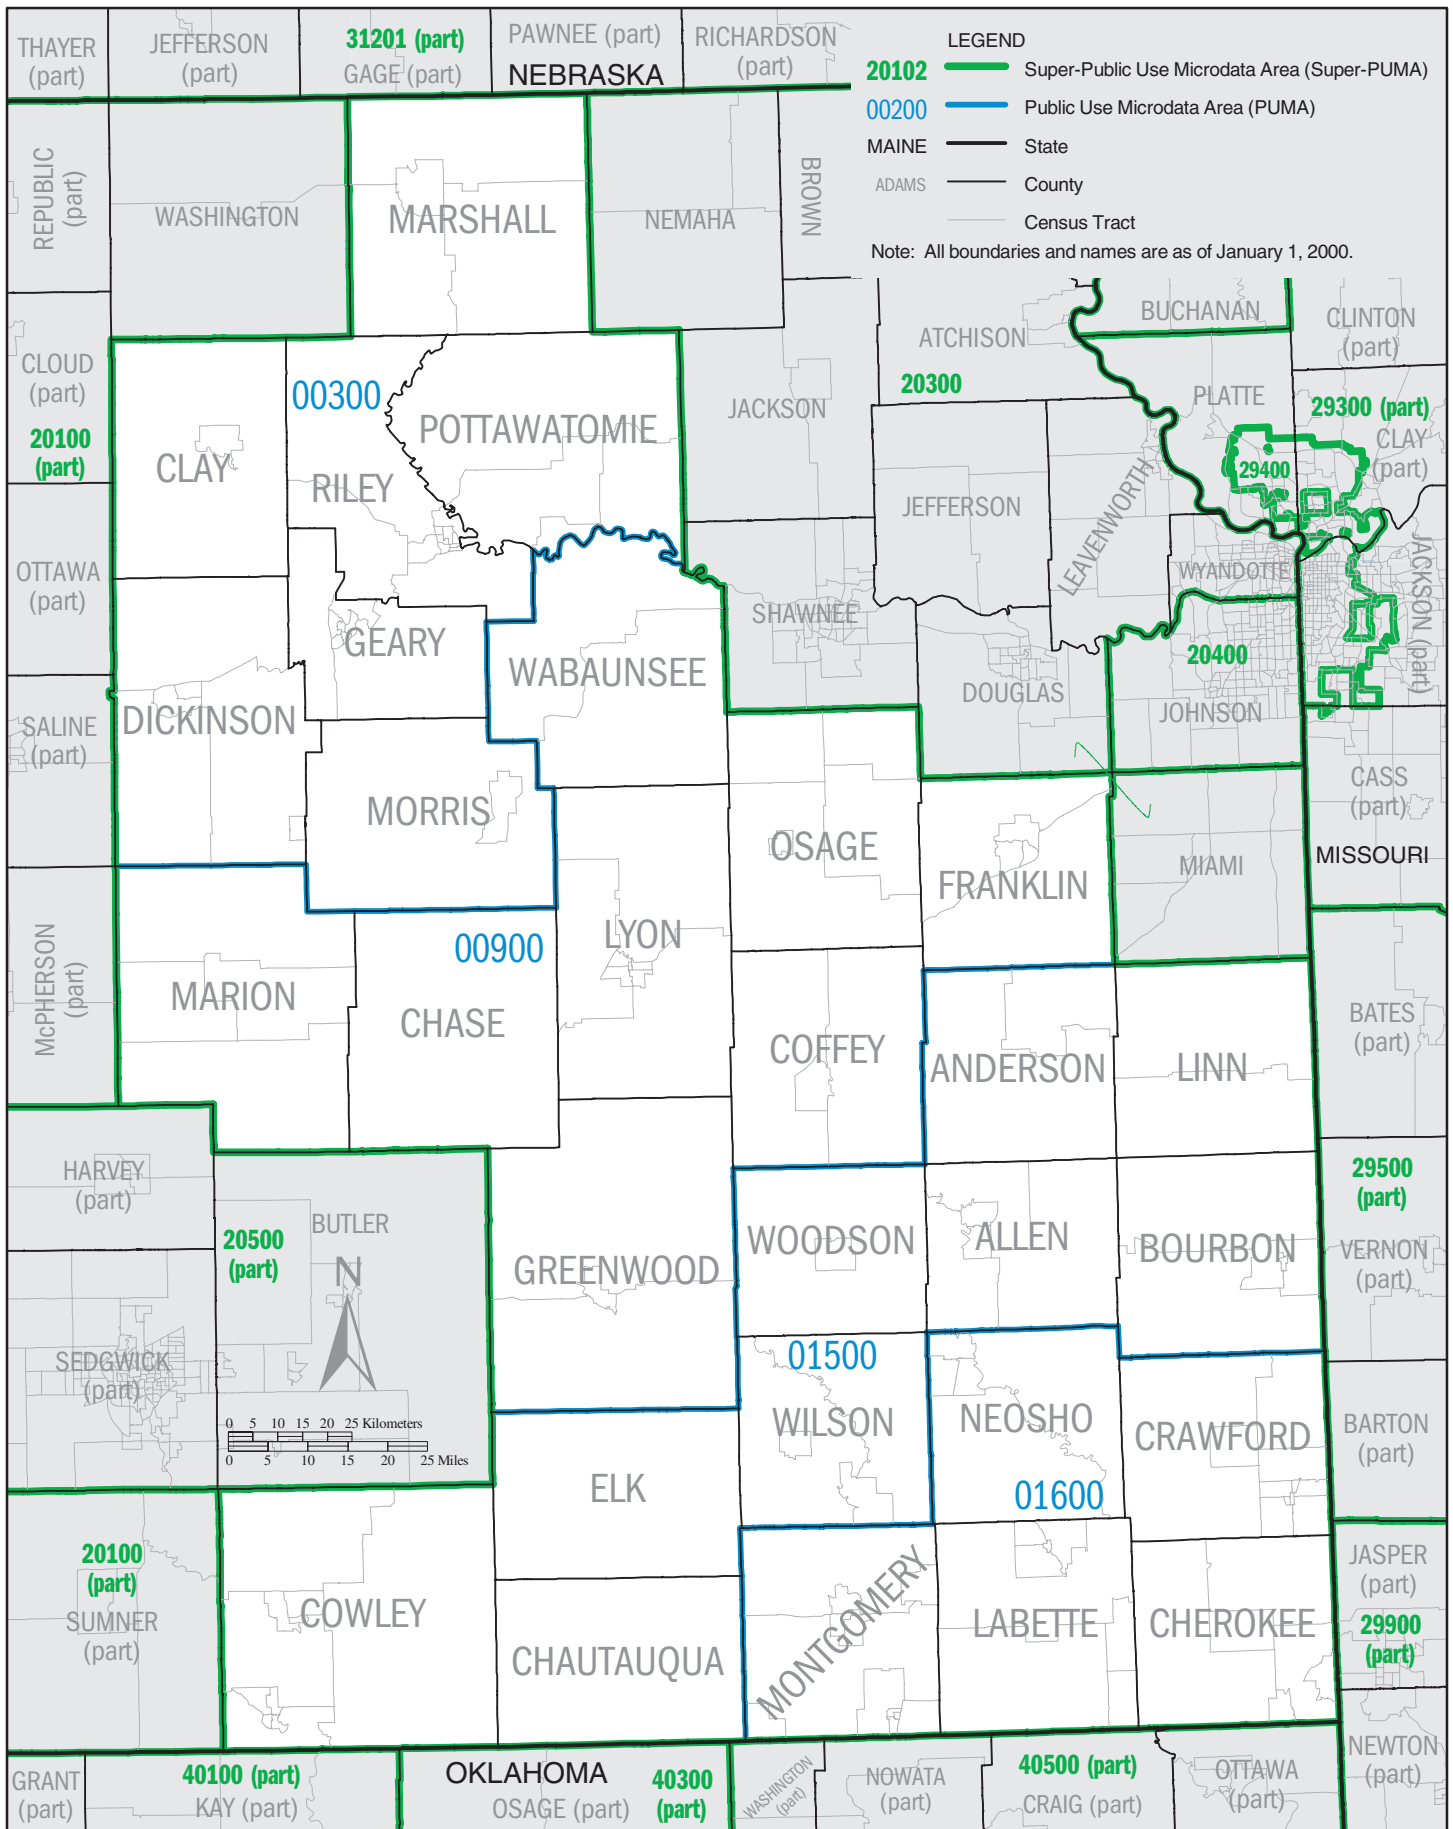 THAYER
(part)
JEFFERSON
(part)
31201 (part)
GAGE (part)
PAWNEE (part)
NEBRASKA
RICHARDSON
(part)
LEGEND
20102
Super-Public Use Microdata Area (Super-PUMA)
00200
Public Use Microdata Area (PUMA)
MAINE
State
ADAMS
County
Census Tract
Note: All boundaries and names are as of January 1, 2000.
REPUBLIC
(part)
WASHINGTON
MARSHALL
NEMAHA
BROWN
CLOUD
(part)
20100
(part)
CLAY
00300
RILEY
POTTAWATOMIE
JACKSON
ATCHISON
20300
BUCHANAN
CLINTON
(part)
PLATTE
29300 (part)
CLAY
(part)
29400
JEFFERSON
LEAVENWORTH
OTTAWA
(part)
WYANDOTTE
JACKSON (part)
GEARY
WABAUNSEE
SHAWNEE
20400
DOUGLAS
JOHNSON
SALINE
(part)
DICKINSON
MORRIS
OSAGE
FRANKLIN
MIAMI
CASS
(part)
MISSOURI
McPHERSON
(part)
MARION
00900
CHASE
LYON
COFFEY
ANDERSON
LINN
BATES
(part)
HARVEY
(part)
20500
(part)
BUTLER
N
GREENWOOD
WOODSON
ALLEN
BOURBON
29500
(part)
VERNON
(part)
SEDGWICK
(part)
0 5 10 15 20 25 Kilometers
0 5 10 15 20 25 Miles
01500
WILSON
NEOSHO
01600
CRAWFORD
BARTON
(part)
ELK
20100
(part)
SUMNER
(part)
COWLEY
CHAUTAUQUA
MONTGOMERY
LABETTE
CHEROKEE
JASPER
(part)
29900
(part)
GRANT
(part)
40100 (part)
KAY (part)
OKLAHOMA
OSAGE (part)
40300
(part)
WASHINGTON
(part)
NOWATA
(part)
40500 (part)
CRAIG (part)
OTTAWA
(part)
NEWTON
(part)